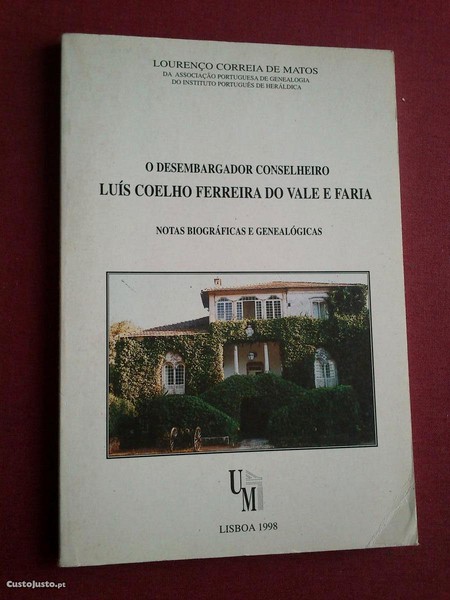 LOURENÇO CORREIA DE MATOS
DA ASSOCIAÇÃO PORTUGUESA DE GENEALOGIA
DO INSTITUTO PORTUGUÊS DE HERÁLDICA
O DESEMBARGADOR CONSELHEIRO
LUÍS COELHO FERREIRA DO VALE E FARIA
NOTAS BIOGRÁFICAS E GENEALÓGICAS
UM
LISBOA 1998
CustoJusto.pt